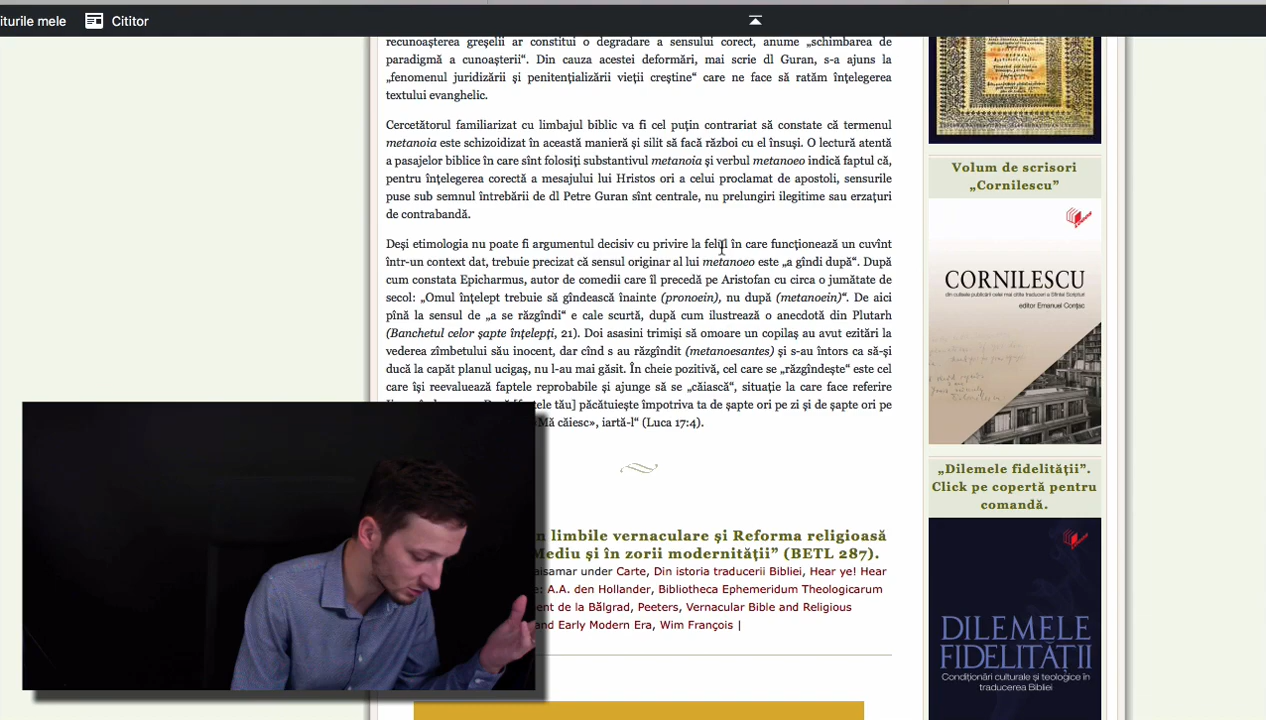 iturile mele
Cititor
recunoașterea greșelii ar constitui o degradare a sensului corect, anume „schimbarea de
paradigmă a cunoașterii“. Din cauza acestei deformări, mai scrie dl Guran, s-a ajuns la
„fenomenul juridizării și penitențializării vieții creștine“ care ne face să ratăm înțelegerea
textului evanghelic.
Cercetătorul familiarizat cu limbajul biblic va fi cel puțin contrariat să constate că termenul
metanoia este schizoidizat în această manieră și silit să facă război cu el însuși. O lectură atentă
a pasajelor biblice în care sînt folosiți substantivul metanoia și verbul metanoeo indică faptul că,
pentru înțelegerea corectă a mesajului lui Hristos ori a celui proclamat de apostoli, sensurile
puse sub semnul întrebării de dl Petre Guran sînt centrale, nu prelungiri ilegitime sau erzațuri
de contrabandă.
Deși etimologia nu poate fi argumentul decisiv cu privire la felul în care funcționează un cuvînt
într-un context dat, trebuie precizat că sensul originar al lui metanoeo este „a gîndi după“. După
cum constata Epicharmus, autor de comedii care îl precedă pe Aristofan cu circa o jumătate de
secol: „Omul înțelept trebuie să gîndească înainte (pronoein), nu după (metanoein)“. De aici
pînă la sensul de „a se răzgîndi“ e cale scurtă, după cum ilustrează o anecdotă din Plutarh
(Banchetul celor șapte înțelepți, 21). Doi asasini trimiși să omoare un copilaș au avut ezitări la
vederea zîmbetului său inocent, dar cînd s au răzgîndit (metanoesantes) și s-au întors ca să-și
ducă la capăt planul ucigaș, nu l-au mai găsit. În cheie pozitivă, cel care se „răzgîndește“ este cel
care își reevaluează faptele reprobabile și ajunge să se „căiască“, situație la care face referire
tele tău] păcătuiește împotriva ta de șapte ori pe zi și de șapte ori pe
«Mă căiesc», iartă-l“ (Luca 17:4).
n limbile vernaculare și Reforma religioasă
Mediu și în zorii modernității” (BETL 287).
aisamar under Carte, Din istoria traducerii Bibliei, Hear ye! Hear
e: A.A. den Hollander, Bibliotheca Ephemeridum Theologicarum
ent de la Bălgrad, Peeters, Vernacular Bible and Religious
and Early Modern Era, Wim François |
Volum de scrisori
„Cornilescu”
CORNILESCU
din culisele publicării celei mai citite traduceri a Sfintei Scripturi
editor Emanuel Conțac
„Dilemele fidelității”.
Click pe copertă pentru
comandă.
DILEMELE
FIDELITĂȚII
Condiționări culturale și teologice în
traducerea Bibliei